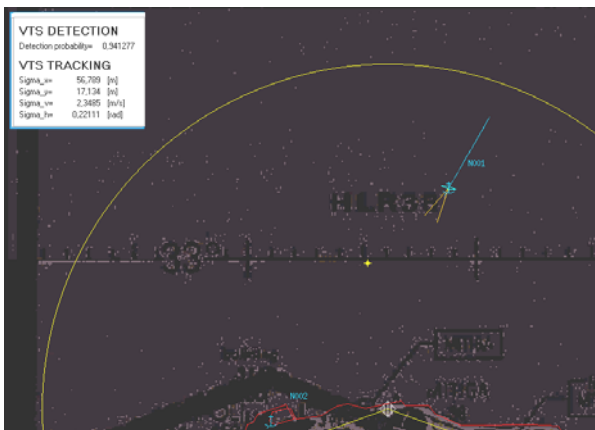 VTS DETECTION
Detection probability= 0,941277
VTS TRACKING
Sigma_x= 56,789 [m]
Sigma_y= 17,134 [m]
Sigma_v= 2,3485 [m/s]
Sigma_h= 0,22111 [rad]
N001
33
N002